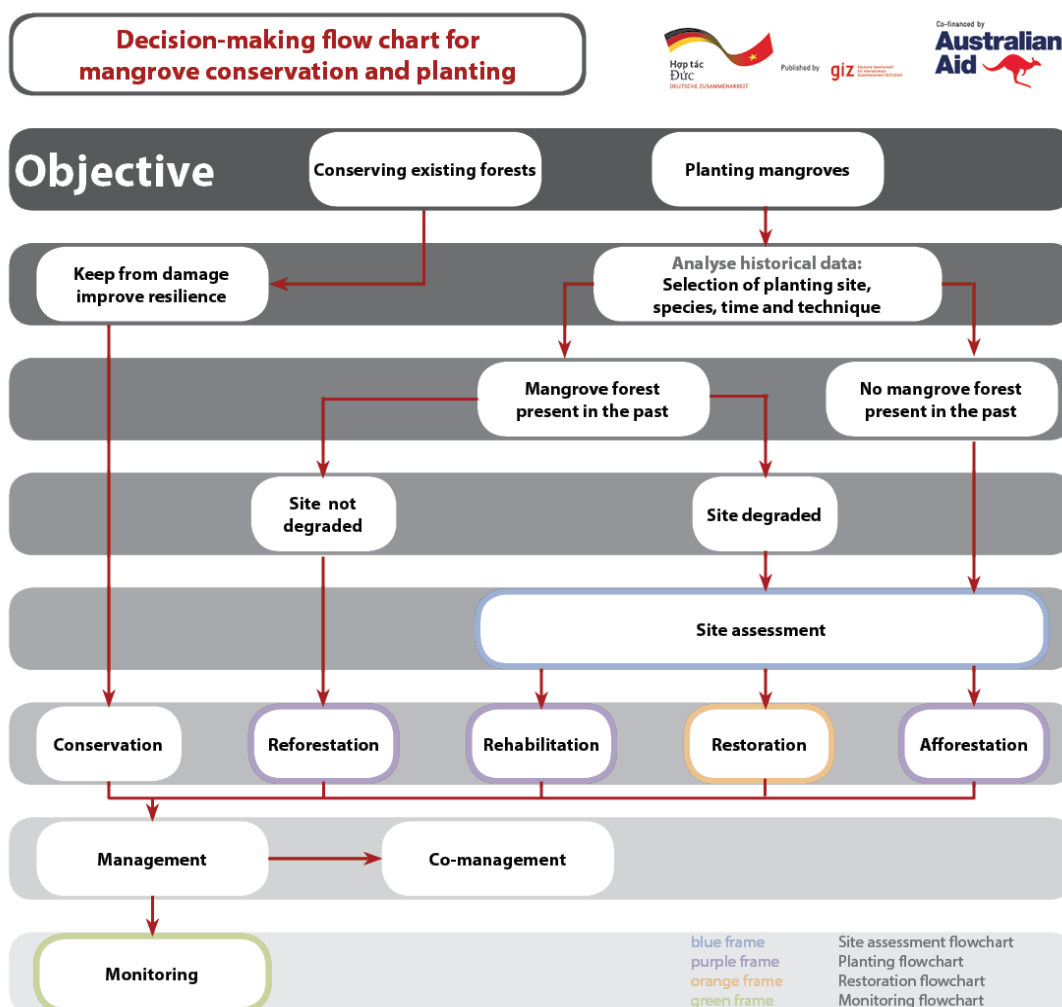 Decision-making flow chart for
mangrove conservation and planting
Hợp tác
Đức
DEUTSCHE ZUSAMMENARBEIT
Published by
giz
Co-financed by
Australian
Aid
Objective
Conserving existing forests
Planting mangroves
Keep from damage
improve resilience
Analyse historical data:
Selection of planting site,
species, time and technique
Mangrove forest
present in the past
No mangrove forest
present in the past
Site not
degraded
Site degraded
Site assessment
Conservation
Reforestation
Rehabilitation
Restoration
Afforestation
Management
Co-management
Monitoring
blue frame Site assessment flowchart
purple frame Planting flowchart
orange frame Restoration flowchart
green frame Monitoring flowchart